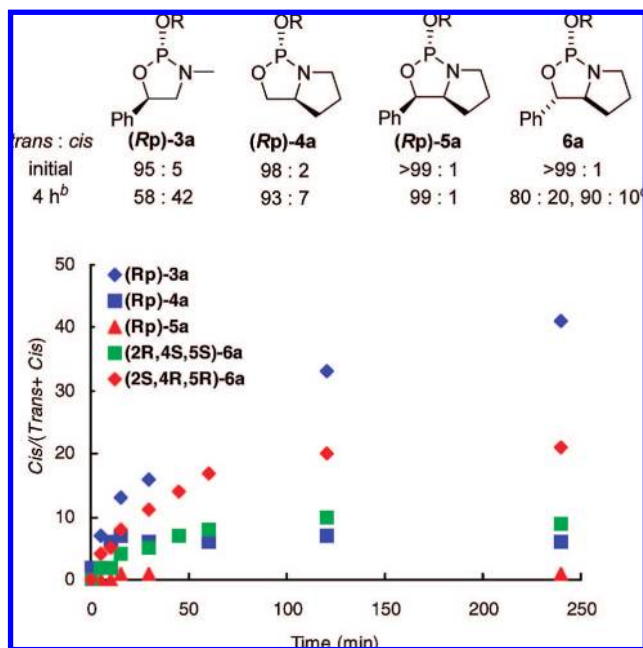 OR OR OR OR
P P P P
O N O N O N O N
Ph Ph Ph
rans : cis (Rp)-3a (Rp)-4a (Rp)-5a 6a
initial 95 : 5 98 : 2 >99 : 1 >99 : 1
4 hᵇ 58 : 42 93 : 7 99 : 1 80 : 20, 90 : 10ᶜ
50
40
30
20
10
0
Cis/(Trans+ Cis)
(Rp)-3a
(Rp)-4a
(Rp)-5a
(2R,4S,5S)-6a
(2S,4R,5R)-6a
0 50 100 150 200 250
Time (min)